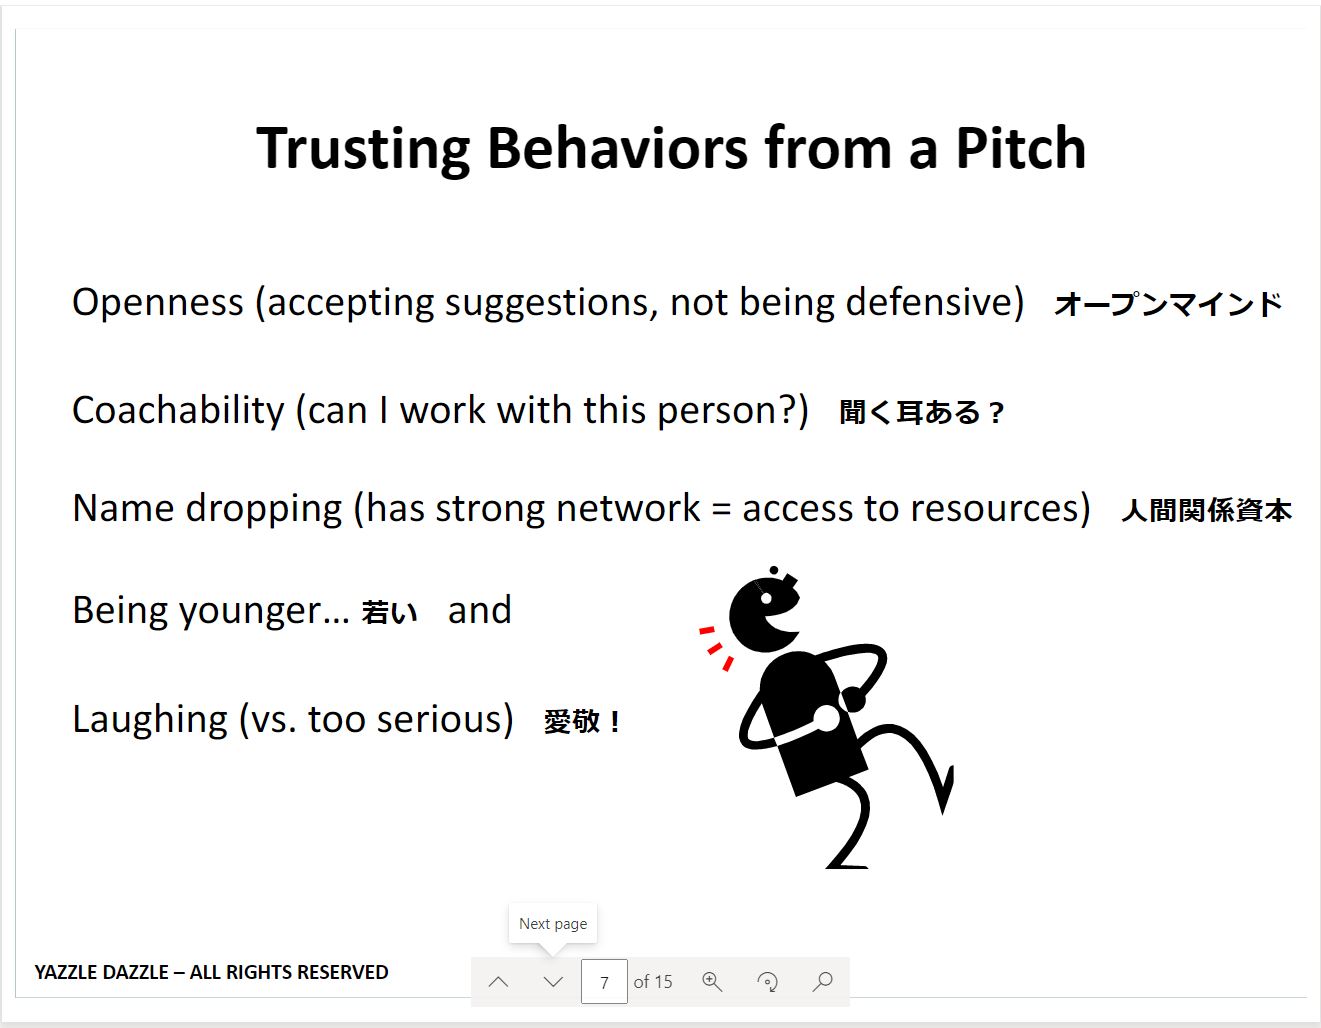 Trusting Behaviors from a Pitch
Openness (accepting suggestions, not being defensive) オープンマインド
Coachability (can I work with this person?) 聞く耳ある？
Name dropping (has strong network = access to resources) 人間関係資本
Being younger... 若い and
Laughing (vs. too serious) 愛敬！
Next page
YAZZLE DAZZLE – ALL RIGHTS RESERVED
7 of 15